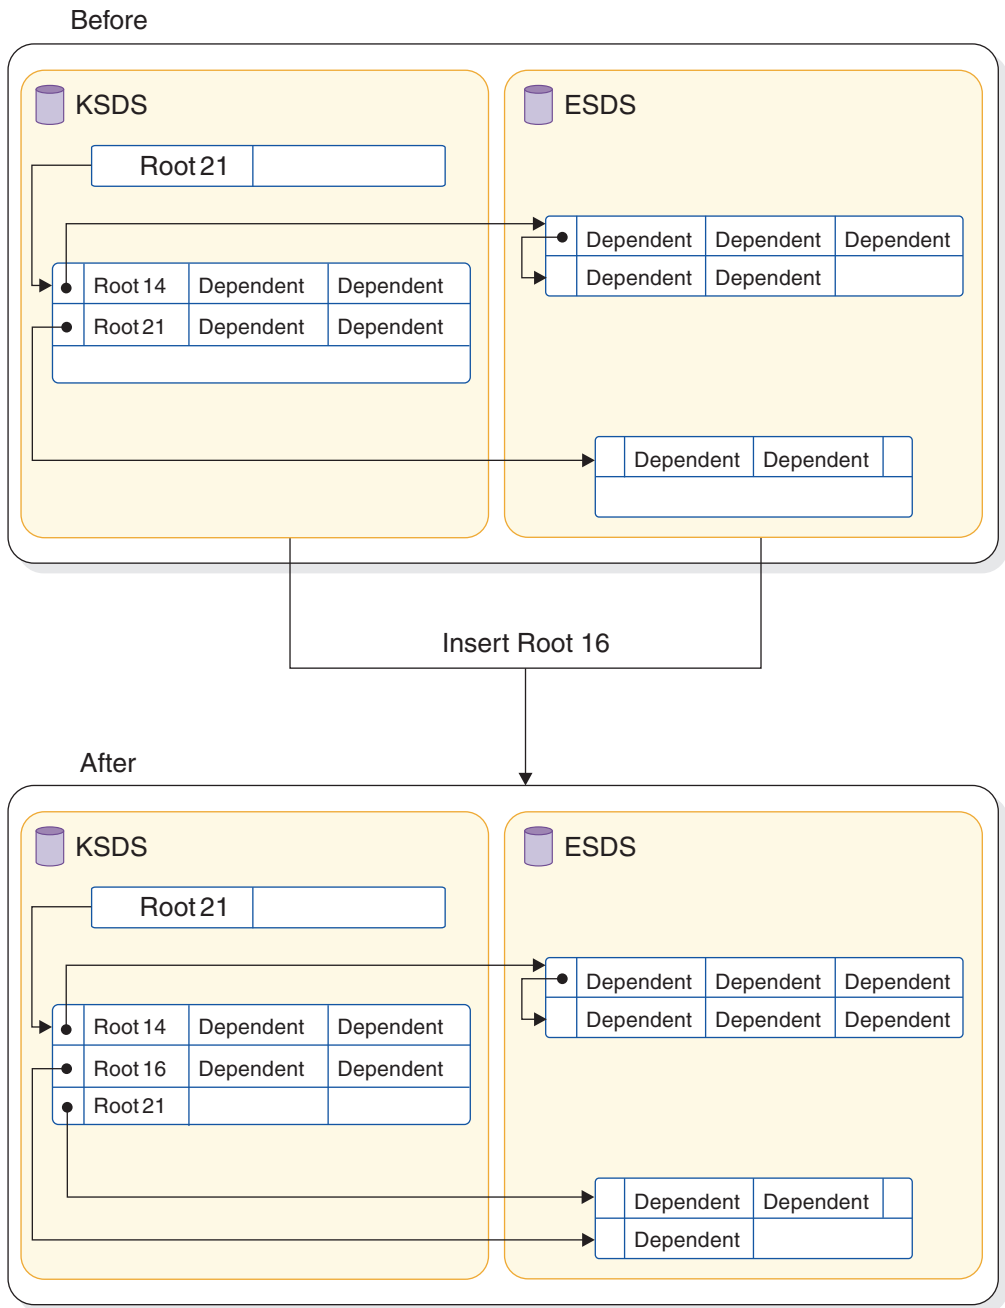 Before
KSDS
ESDS
Root 21
Dependent Dependent Dependent
Dependent Dependent
Root 14 Dependent Dependent
Root 21 Dependent Dependent
Dependent Dependent
Insert Root 16
After
KSDS
ESDS
Root 21
Dependent Dependent Dependent
Dependent Dependent Dependent
Root 14 Dependent Dependent
Root 16 Dependent Dependent
Root 21
Dependent Dependent
Dependent